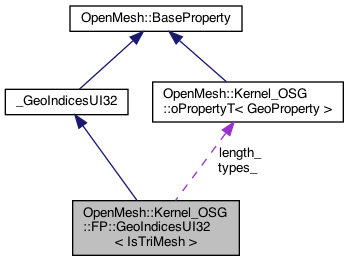 OpenMesh::BaseProperty
_GeoIndicesUI32
OpenMesh::Kernel_OSG
::oPropertyT< GeoProperty >
length_
types_
OpenMesh::Kernel_OSG
::FP::GeoIndicesUI32
< IsTriMesh >